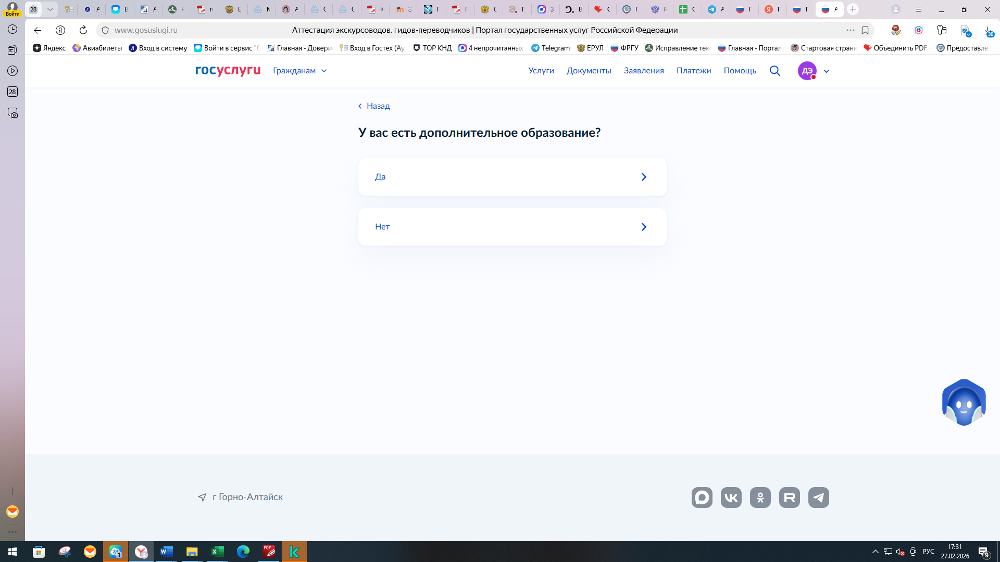 Войти
28
www.gosuslugi.ru
Аттестация экскурсоводов, гидов-переводчиков | Портал государственных услуг Российской Федерации
30
Яндекс
Авиабилеты
Вход в систему
Войти в сервис "С
Главная - Довери
Вход в Гостех (Ау
ТОР КНД
4 непрочитанных
Telegram
ЕРУЛ
ФРГУ
Исправление тек
Главная - Портал
Стартовая страни
Объединить PDF
Предоставле
28
госуслуги
Гражданам
Услуги
Документы
Заявления
Платежи
Помощь
ДЭ
Назад
У вас есть дополнительное образование?
Да
Нет
г Горно-Алтайск
РУС
17:31
27.02.2026
9